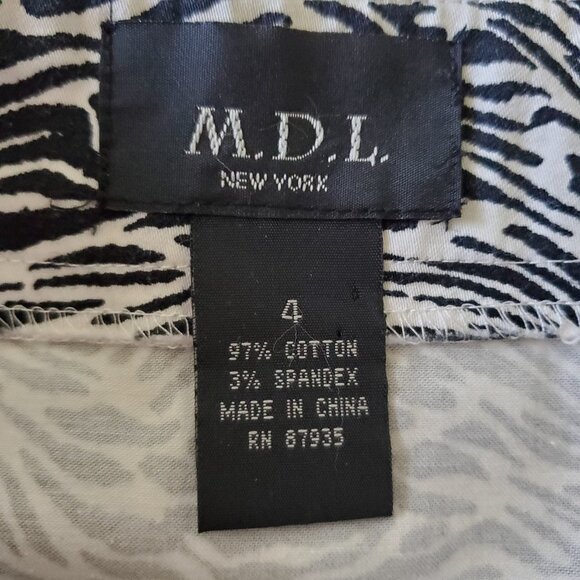 M.D.L.
NEW YORK
4
97% COTTON
3% SPANDEX
MADE IN CHINA
RN 87935